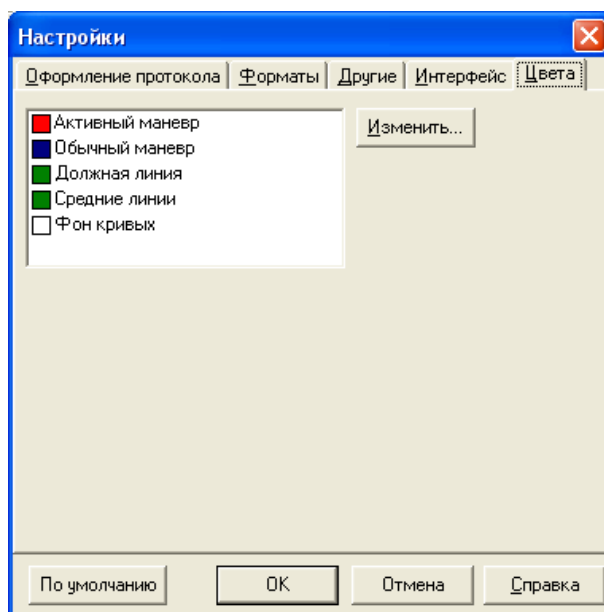 Настройки
Оформление протокола Форматы Другие Интерфейс Цвета
Активный маневр
Обычный маневр
Должная линия
Средние линии
Фон кривых
Изменить...
По умолчанию OK Отмена Справка